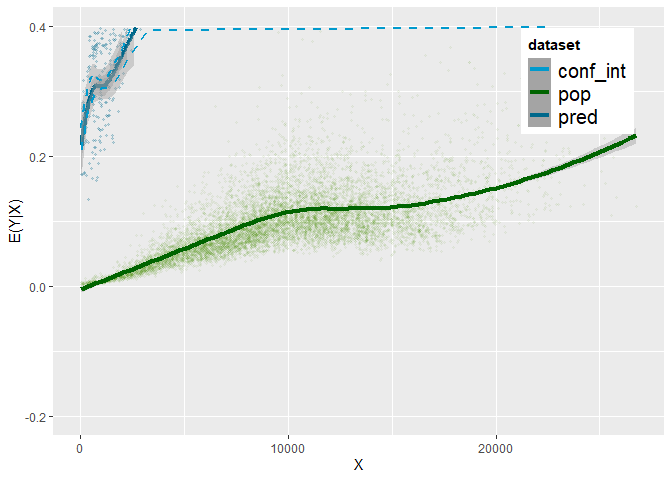 dataset
conf_int
pop
pred
0.4
0.2
0.0
-0.2
E(Y|X)
0
10000
20000
X